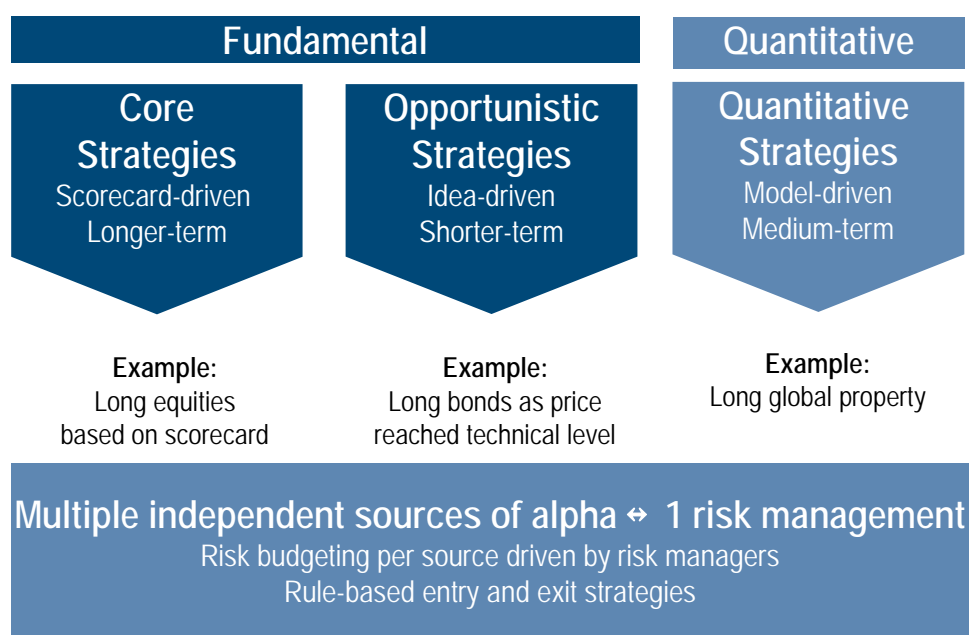 Fundamental
Quantitative
Core
Strategies
Scorecard-driven
Longer-term
Opportunistic
Strategies
Idea-driven
Shorter-term
Quantitative
Strategies
Model-driven
Medium-term
Example:
Long equities
based on scorecard
Example:
Long bonds as price
reached technical level
Example:
Long global property
Multiple independent sources of alpha ↔ 1 risk management
Risk budgeting per source driven by risk managers
Rule-based entry and exit strategies